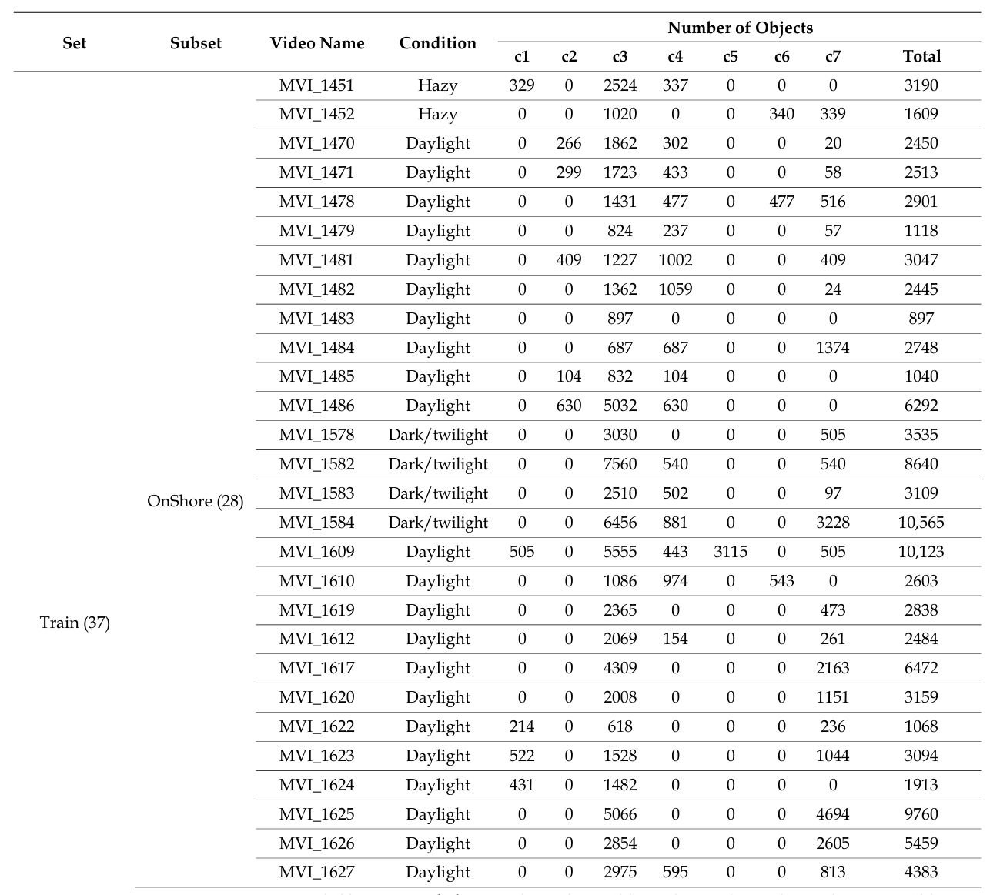 Set Subset Video Name Condition Number of Objects
c1 c2 c3 c4 c5 c6 c7 Total
MVI_1451 Hazy 329 0 2524 337 0 0 0 3190
MVI_1452 Hazy 0 0 1020 0 0 340 339 1609
MVI_1470 Daylight 0 266 1862 302 0 0 20 2450
MVI_1471 Daylight 0 299 1723 433 0 0 58 2513
MVI_1478 Daylight 0 0 1431 477 0 477 516 2901
MVI_1479 Daylight 0 0 824 237 0 0 57 1118
MVI_1481 Daylight 0 409 1227 1002 0 0 409 3047
MVI_1482 Daylight 0 0 1362 1059 0 0 24 2445
MVI_1483 Daylight 0 0 897 0 0 0 0 897
MVI_1484 Daylight 0 0 687 687 0 0 1374 2748
MVI_1485 Daylight 0 104 832 104 0 0 0 1040
MVI_1486 Daylight 0 630 5032 630 0 0 0 6292
MVI_1578 Dark/twilight 0 0 3030 0 0 0 505 3535
MVI_1582 Dark/twilight 0 0 7560 540 0 0 540 8640
MVI_1583 Dark/twilight 0 0 2510 502 0 0 97 3109
OnShore (28)
MVI_1584 Dark/twilight 0 0 6456 881 0 0 3228 10,565
MVI_1609 Daylight 505 0 5555 443 3115 0 505 10,123
MVI_1610 Daylight 0 0 1086 974 0 543 0 2603
MVI_1619 Daylight 0 0 2365 0 0 0 473 2838
Train (37)
MVI_1612 Daylight 0 0 2069 154 0 0 261 2484
MVI_1617 Daylight 0 0 4309 0 0 0 2163 6472
MVI_1620 Daylight 0 0 2008 0 0 0 1151 3159
MVI_1622 Daylight 214 0 618 0 0 0 236 1068
MVI_1623 Daylight 522 0 1528 0 0 0 1044 3094
MVI_1624 Daylight 431 0 1482 0 0 0 0 1913
MVI_1625 Daylight 0 0 5066 0 0 0 4694 9760
MVI_1626 Daylight 0 0 2854 0 0 0 2605 5459
MVI_1627 Daylight 0 0 2975 595 0 0 813 4383